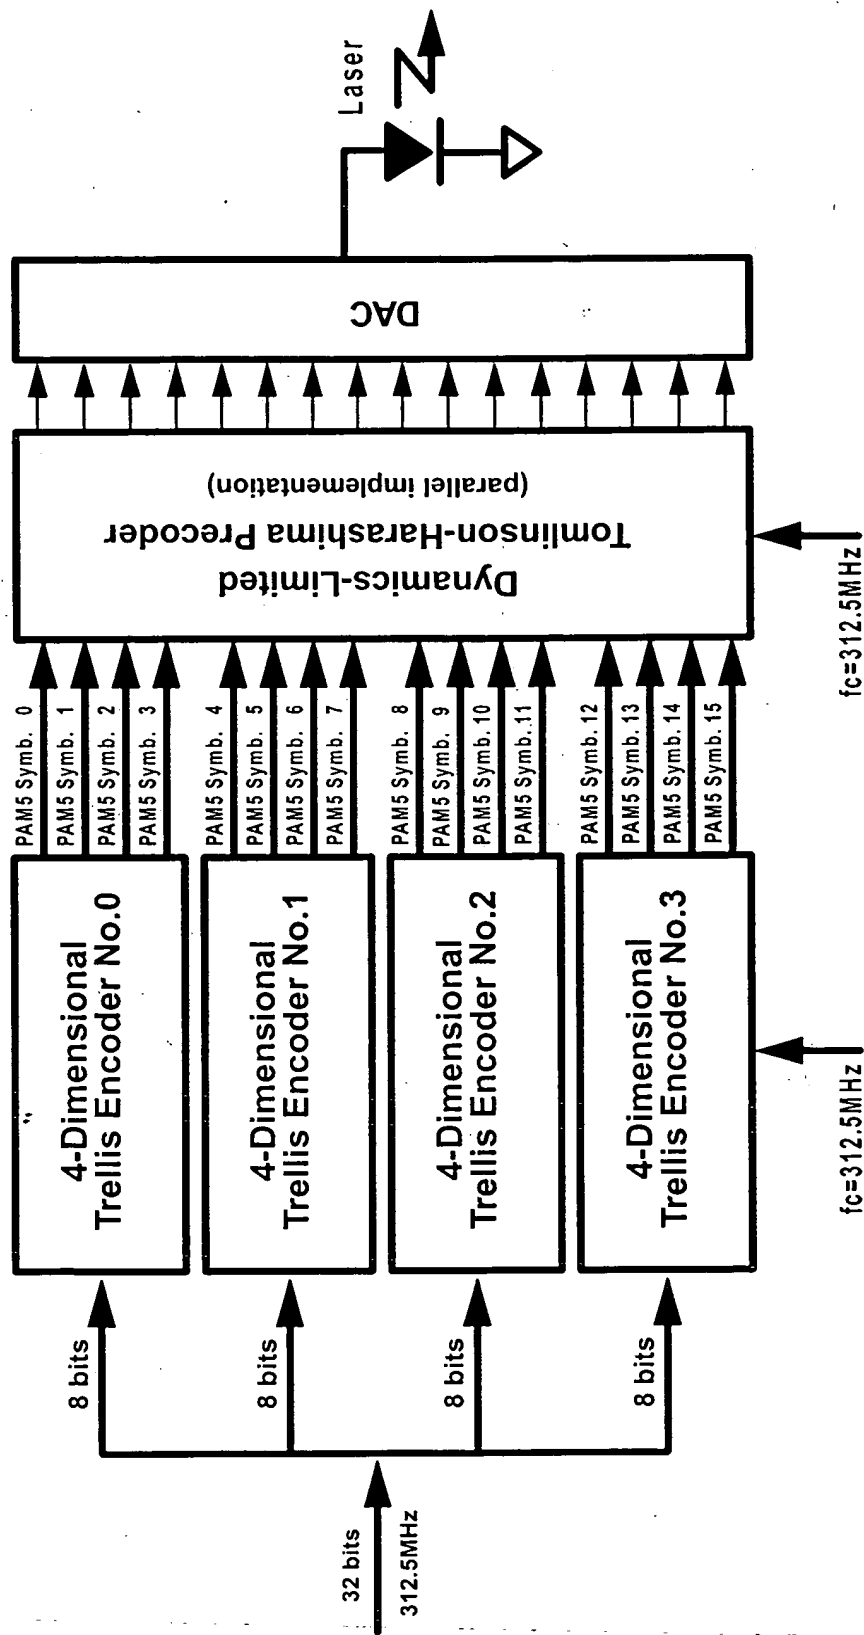 32 bits
312.5MHz
8 bits
8 bits
8 bits
8 bits
4-Dimensional
Trellis Encoder No.0
4-Dimensional
Trellis Encoder No.1
4-Dimensional
Trellis Encoder No.2
4-Dimensional
Trellis Encoder No.3
fc=312.5MHz
PAM5 Symb. 0
PAM5 Symb. 1
PAM5 Symb. 2
PAM5 Symb. 3
PAM5 Symb. 4
PAM5 Symb. 5
PAM5 Symb. 6
PAM5 Symb. 7
PAM5 Symb. 8
PAM5 Symb. 9
PAM5 Symb. 10
PAM5 Symb. 11
PAM5 Symb. 12
PAM5 Symb. 13
PAM5 Symb. 14
PAM5 Symb. 15
Dynamics-Limited
Tomlinson-Harashima Precoder
(parallel implementation)
fc=312.5MHz
DAC
Laser